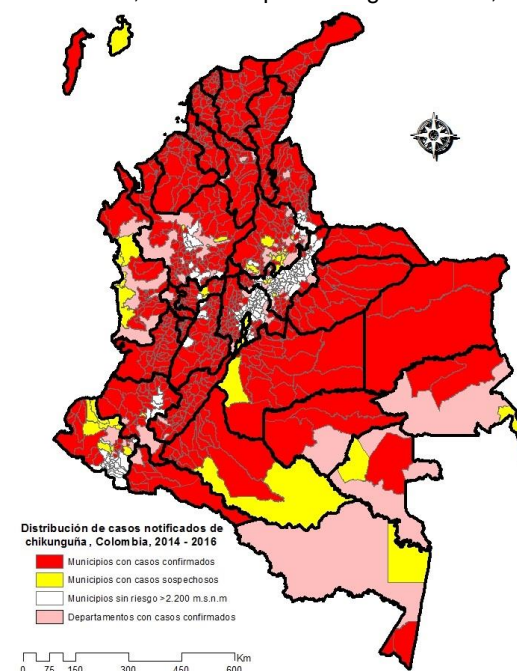 Distribución de casos notificados de
chikunguña, Colombia, 2014 - 2016
Municipios con casos confirmados
Municipios con casos sospechosos
Municipios sin riesgo >2.200 m.s.n.m
Departamentos con casos confirmados
Km
0 75 150 300 450 600